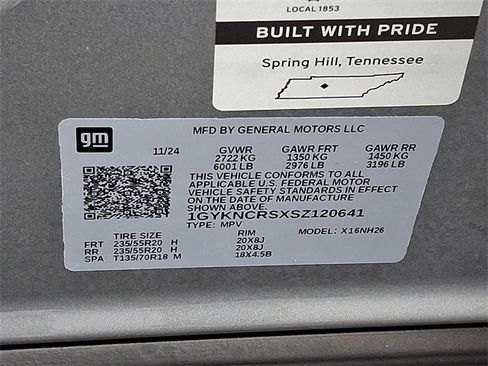 LOCAL 1853
BUILT WITH PRIDE
Spring Hill, Tennessee
gm
MFD BY GENERAL MOTORS LLC
11/24 GVWR GAWR FRT GAWR RR
2722 KG 1350 KG 1450 KG
6001 LB 2976 LB 3196 LB
THIS VEHICLE CONFORMS TO ALL
APPLICABLE U.S. FEDERAL MOTOR
VEHICLE SAFETY STANDARDS IN EFFECT
ON THE DATE OF MANUFACTURE
SHOWN ABOVE.
1GYKNCRSXSZ120641
TYPE: MPV MODEL: X16NH26
TIRE SIZE RIM
FRT 235/55R20 H 20X8J
RR 235/55R20 H 20X8J
SPA T135/70R18 M 18X4.5B